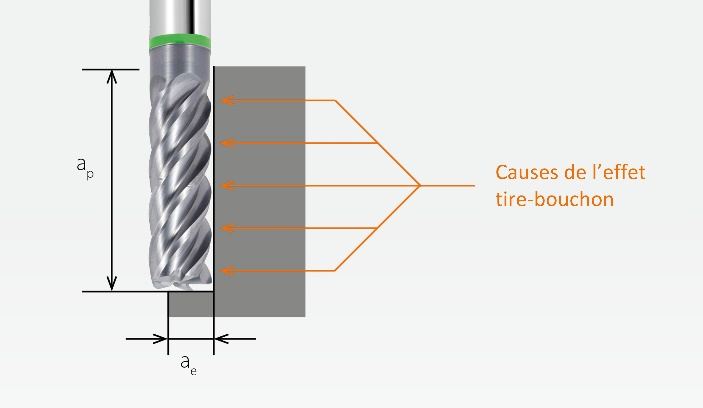 a p
Causes de l’effet
tire-bouchon
a e